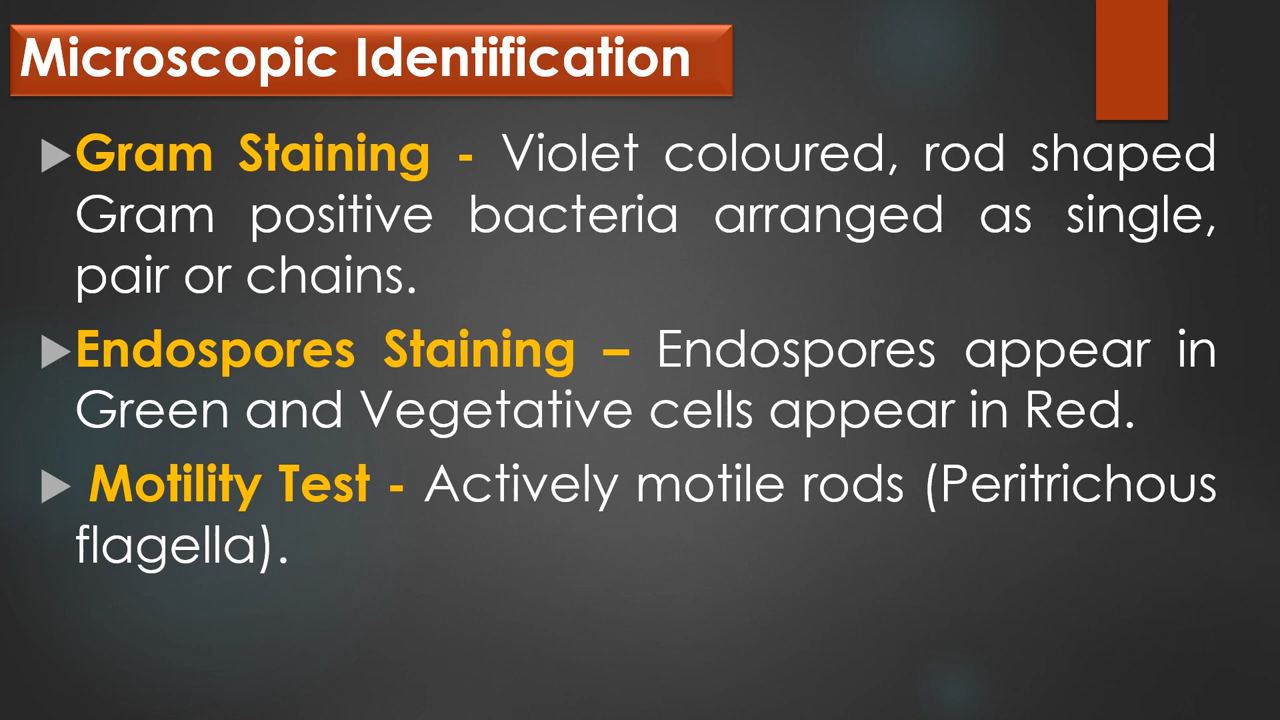 Microscopic Identification
Gram Staining - Violet coloured, rod shaped
Gram positive bacteria arranged as single,
pair or chains.
Endospores Staining – Endospores appear in
Green and Vegetative cells appear in Red.
Motility Test - Actively motile rods (Peritrichous
flagella).